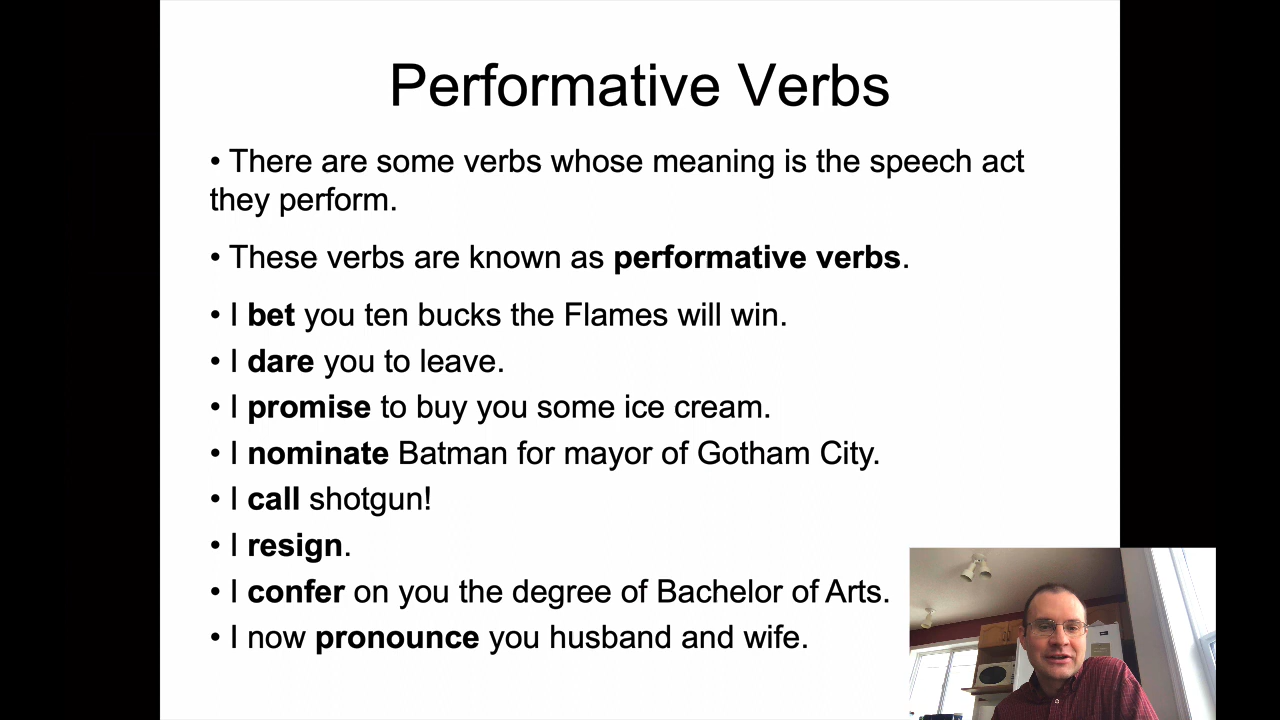 Performative Verbs
• There are some verbs whose meaning is the speech act
they perform.
• These verbs are known as performative verbs.
• I bet you ten bucks the Flames will win.
• I dare you to leave.
• I promise to buy you some ice cream.
• I nominate Batman for mayor of Gotham City.
• I call shotgun!
• I resign.
• I confer on you the degree of Bachelor of Arts.
• I now pronounce you husband and wife.